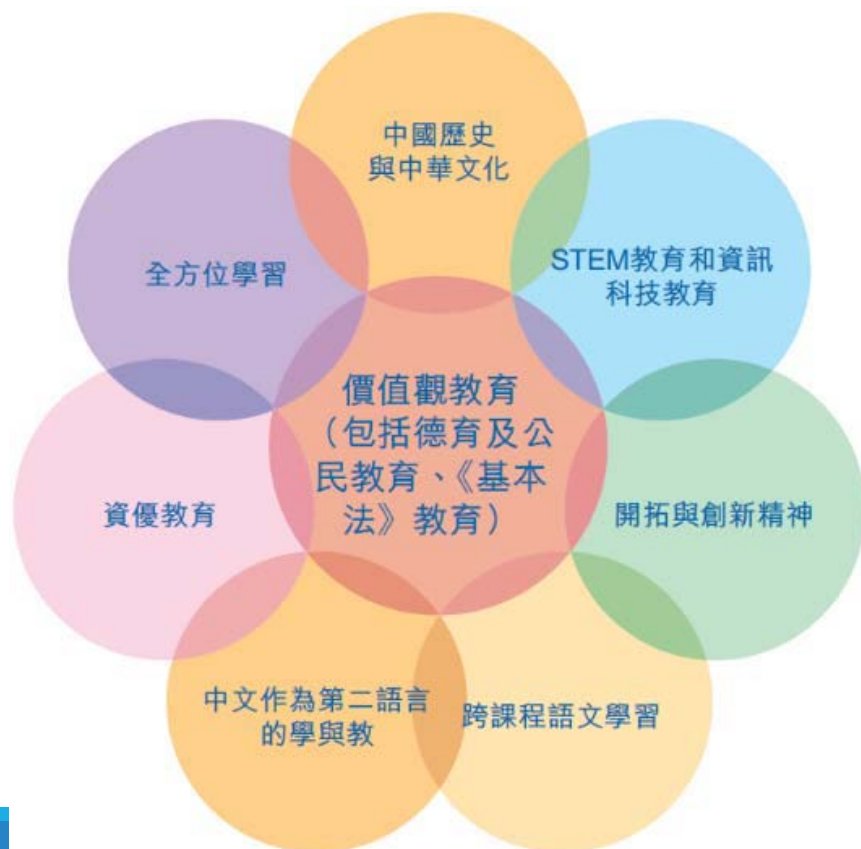 中國歷史
與中華文化
STEM教育和資訊
科技教育
開拓與創新精神
跨課程語文學習
中文作為第二語言
的學與教
資優教育
全方位學習
價值觀教育
（包括德育及公
民教育、《基本
法》教育）